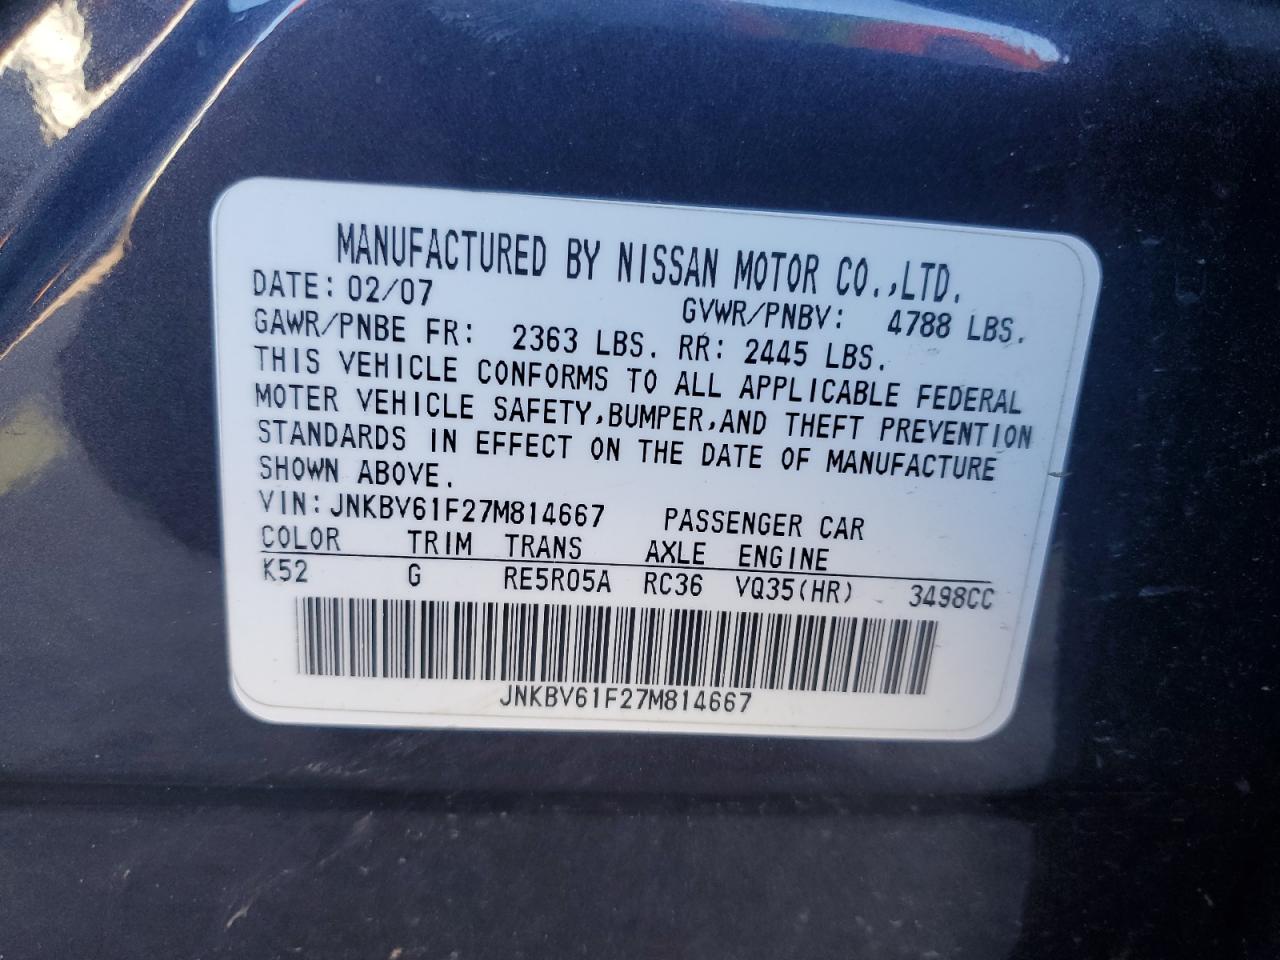 MANUFACTURED BY NISSAN MOTOR CO.,LTD.
DATE: 02/07 GVWR/PNBV: 4788 LBS.
GAWR/PNBE FR: 2363 LBS. RR: 2445 LBS.
THIS VEHICLE CONFORMS TO ALL APPLICABLE FEDERAL
MOTER VEHICLE SAFETY,BUMPER,AND THEFT PREVENTION
STANDARDS IN EFFECT ON THE DATE OF MANUFACTURE
SHOWN ABOVE.
VIN:JNKBV61F27M814667 PASSENGER CAR
COLOR TRIM TRANS AXLE ENGINE
K52 G RE5R05A RC36 VQ35(HR) 3498CC
JNKBV61F27M814667